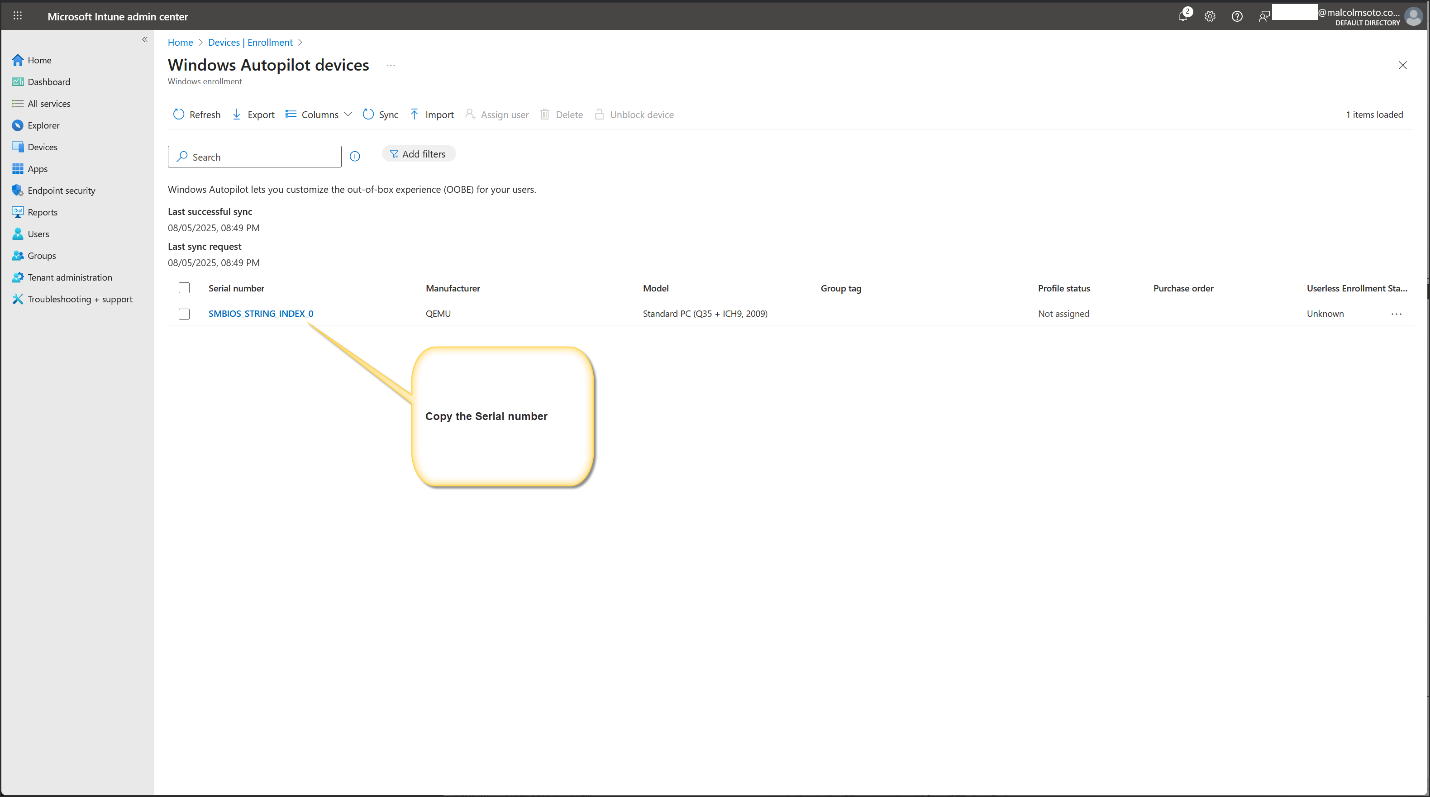 Microsoft Intune admin center
2
@malcolmsoto.co...
DEFAULT DIRECTORY
«
Home
Dashboard
All services
Explorer
Devices
Apps
Endpoint security
Reports
Users
Groups
Tenant administration
Troubleshooting + support
Home > Devices | Enrollment >
Windows Autopilot devices ...
Windows enrollment
Refresh Export Columns Sync Import Assign user Delete Unblock device 1 items loaded
Search Add filters
Windows Autopilot lets you customize the out-of-box experience (OOBE) for your users.
Last successful sync
08/05/2025, 08:49 PM
Last sync request
08/05/2025, 08:49 PM
Serial number Manufacturer Model Group tag Profile status Purchase order Userless Enrollment Sta...
SMBIOS_STRING_INDEX_0 QEMU Standard PC (Q35 + ICH9, 2009) Not assigned Unknown ...
Copy the Serial number